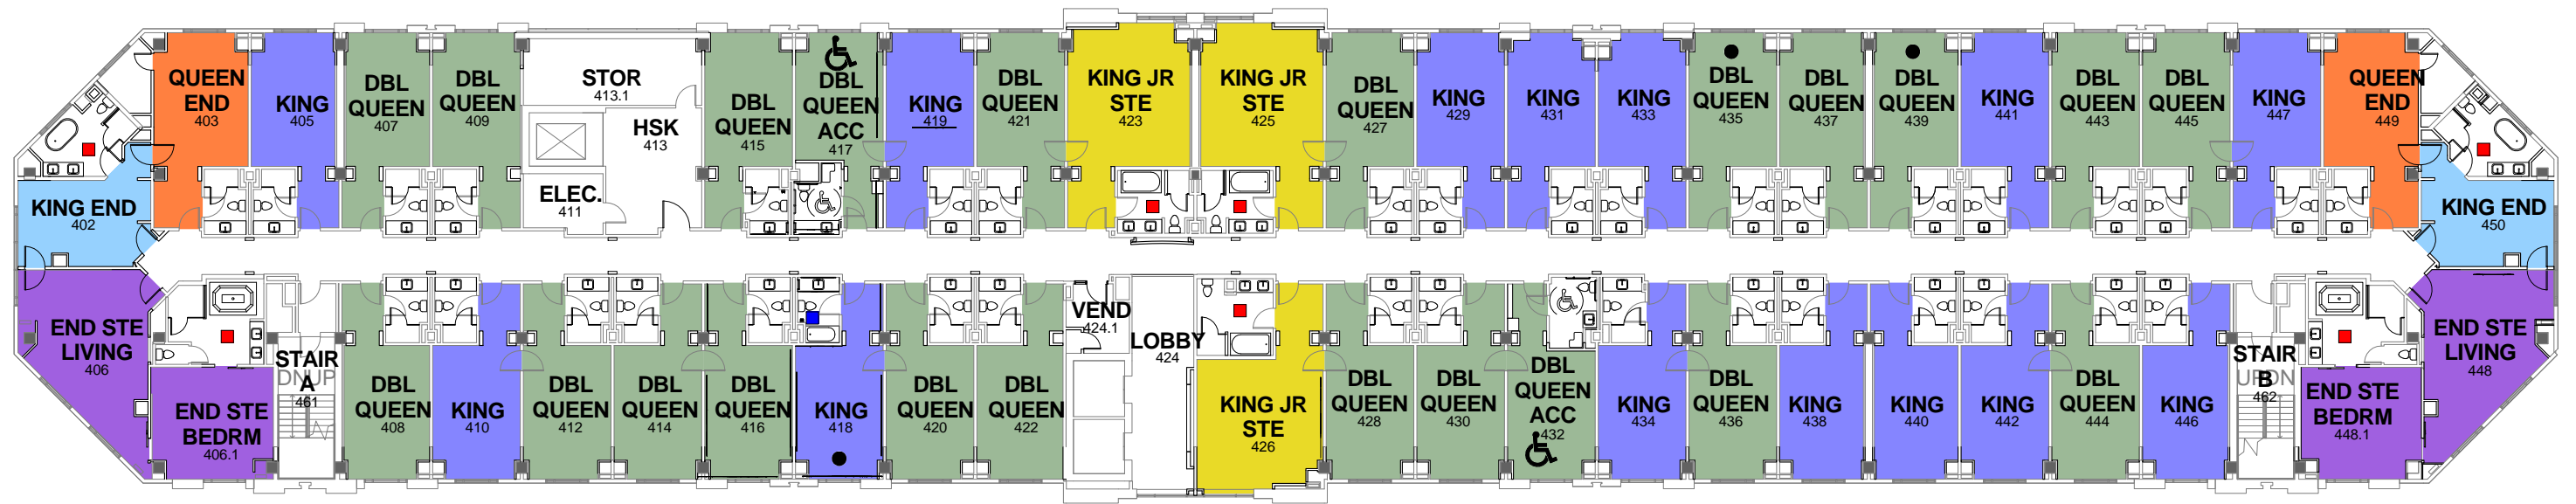 QUEEN
END
403
KING
405
DBL
QUEEN
407
DBL
QUEEN
409
STOR
413.1
HSK
413
ELEC.
411
DBL
QUEEN
415
DBL
QUEEN
ACC
417
KING
419
DBL
QUEEN
421
KING JR
STE
423
KING JR
STE
425
DBL
QUEEN
427
KING
429
KING
431
KING
433
DBL
QUEEN
435
DBL
QUEEN
437
DBL
QUEEN
439
KING
441
DBL
QUEEN
443
DBL
QUEEN
445
KING
447
QUEEN
END
449
KING END
402
KING END
450
END STE
LIVING
406
END STE
BEDRM
406.1
STAIR
A
DNUP
461
DBL
QUEEN
408
KING
410
DBL
QUEEN
412
DBL
QUEEN
414
DBL
QUEEN
416
KING
418
DBL
QUEEN
420
DBL
QUEEN
422
VEND
424.1
LOBBY
424
KING JR
STE
426
DBL
QUEEN
428
DBL
QUEEN
430
DBL
QUEEN
ACC
432
KING
434
DBL
QUEEN
436
KING
438
KING
440
KING
442
DBL
QUEEN
444
KING
446
STAIR
B
UPDN
462
END STE
BEDRM
448.1
END STE
LIVING
448